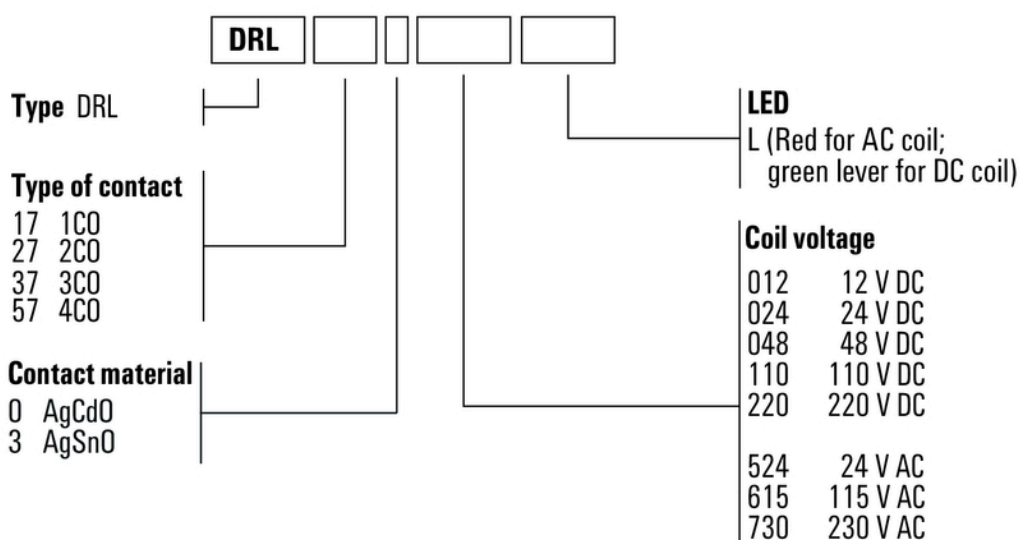 DRL
Type DRL
Type of contact
17 1CO
27 2CO
37 3CO
57 4CO
Contact material
0 AgCdO
3 AgSnO
LED
L (Red for AC coil;
green lever for DC coil)
Coil voltage
012 12 V DC
024 24 V DC
048 48 V DC
110 110 V DC
220 220 V DC
524 24 V AC
615 115 V AC
730 230 V AC